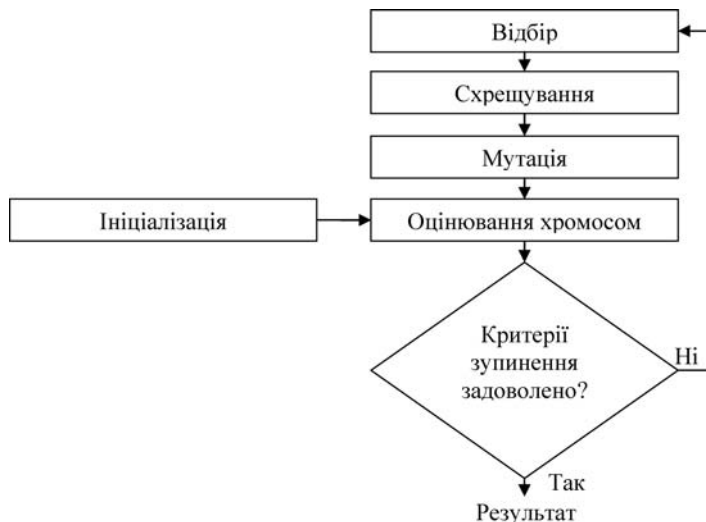 Відбір
Схрещування
Мутація
Ініціалізація
Оцінювання хромосом
Критерії
зупинення
задоволено?
Ні
Так
Результат